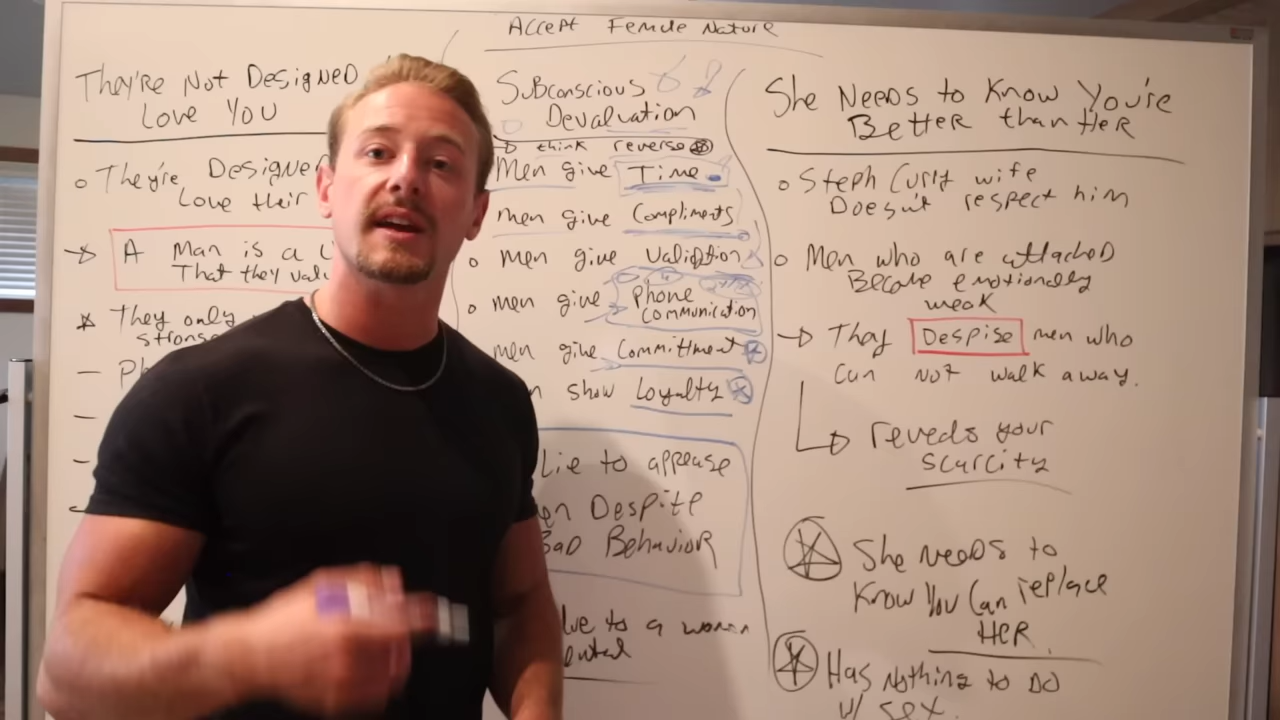 Accept Female Nature
They're Not Designed
Love You
They're Designed
Love their
A Man is a
That they
They only
Subconscious
Devaluation
think reverse
Men give Time
men give Compliments
men give Validation
men give Phone
Communication
men give Committment
show Loyalty
Lie to appease
Despite
Bad Behavior
to a woman
She Needs to Know You're
Better than Her
Steph Curry wife
Doesn't respect him
Men who are attached
Become emotionally
weak
They Despise men who
Can not walk away.
reveals your
scarcity
She needs to
Know You Can replace
Her.
Has nothing to do
w/ sex.